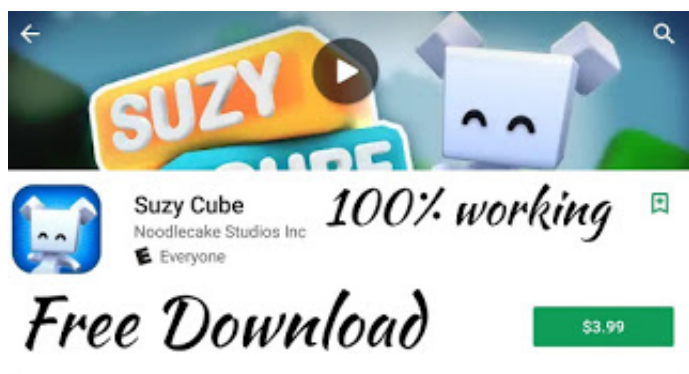 SUZY
CUBE
Suzy Cube
100% working
Noodlecake Studios Inc
E Everyone
Free Download
$3.99